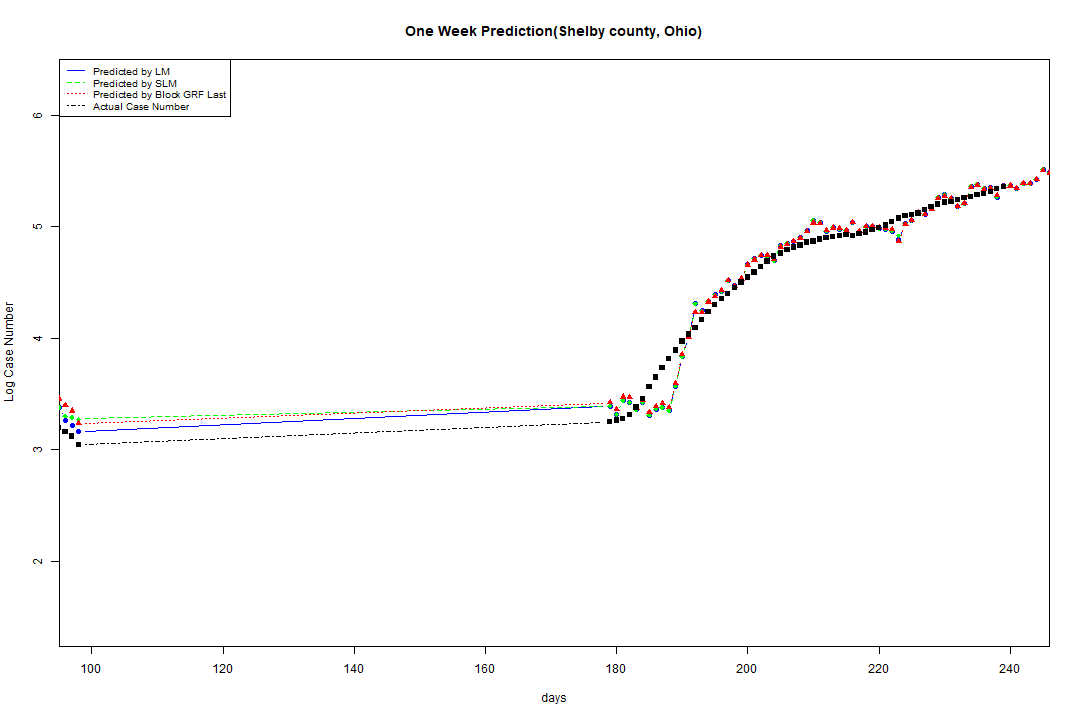 One Week Prediction(Shelby county, Ohio)
Predicted by LM
Predicted by SLM
Predicted by Block GRF Last
Actual Case Number
6
5
4
3
2
Log Case Number
100 120 140 160 180 200 220 240
days